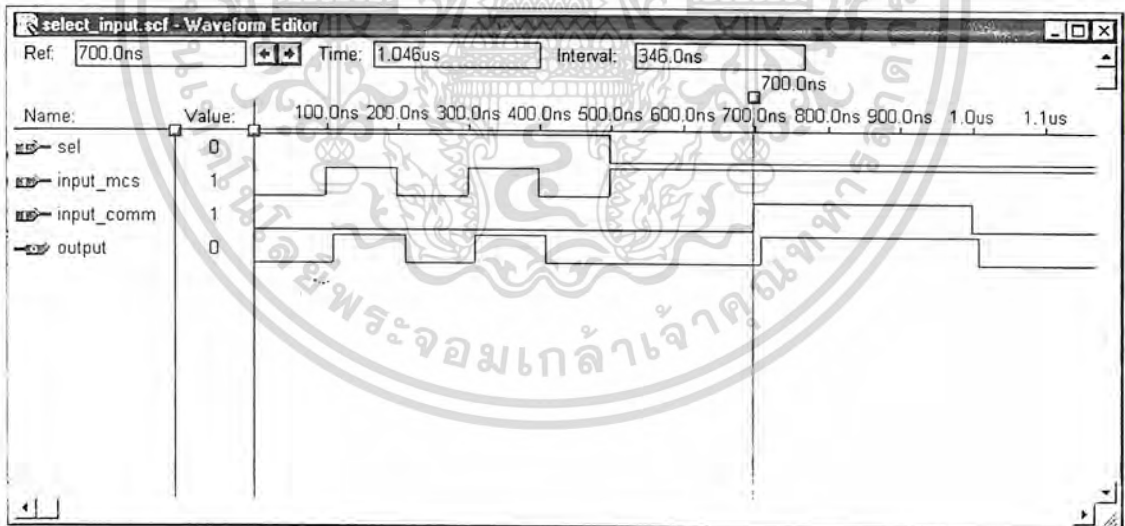 select_input.scf - Waveform Editor
Ref: 700.0ns Time: 1.046us Interval: 346.0ns
700.0ns
Name: Value: 100.0ns 200.0ns 300.0ns 400.0ns 500.0ns 600.0ns 700.0ns 800.0ns 900.0ns 1.0us 1.1us
sel 0
input_mcs 1
input_comm 1
output 0